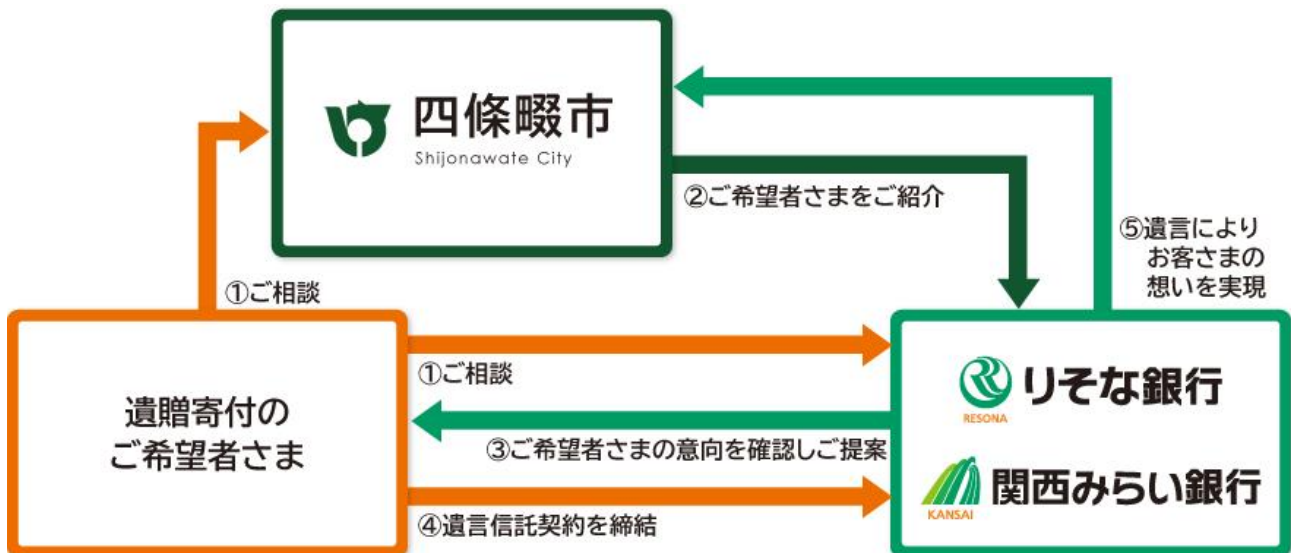 四條畷市
Shijonawate City
②ご希望者さまをご紹介
⑤遺言により
お客さまの
想いを実現
①ご相談
遺贈寄付の
ご希望者さま
①ご相談
③ご希望者さまの意向を確認しご提案
④遺言信託契約を締結
りそな銀行
RESONA
関西みらい銀行
KANSAI